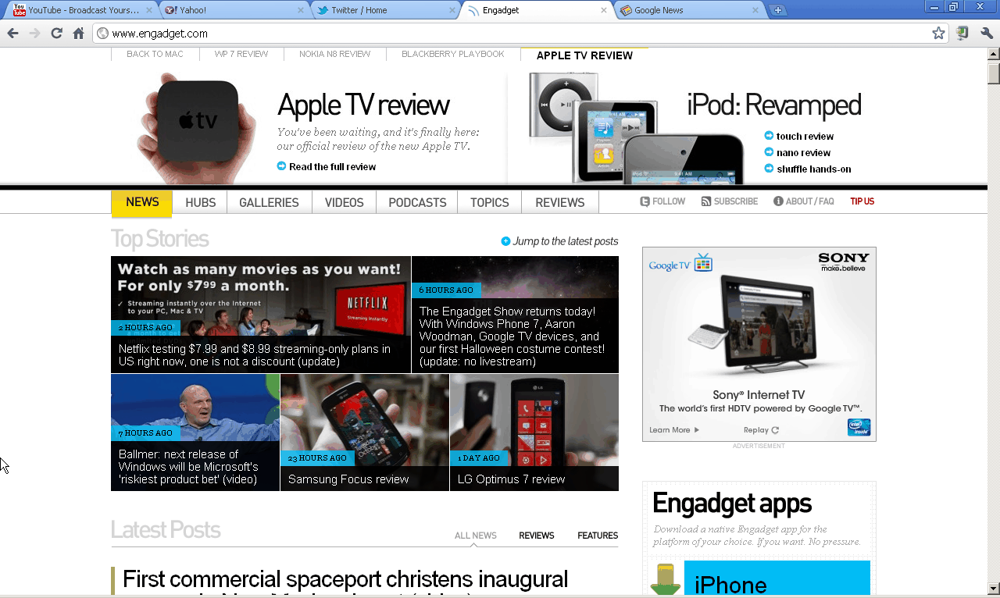 YouTube - Broadcast Yours...
Yahoo!
Twitter / Home
Engadget
Google News
www.engadget.com
BACK TO MAC
WP 7 REVIEW
NOKIA N8 REVIEW
BLACKBERRY PLAYBOOK
APPLE TV REVIEW
tv
Apple TV review
You've been waiting, and it's finally here:
our official review of the new Apple TV.
Read the full review
MENU
iPod: Revamped
touch review
nano review
shuffle hands-on
NEWS
HUBS
GALLERIES
VIDEOS
PODCASTS
TOPICS
REVIEWS
FOLLOW
SUBSCRIBE
ABOUT / FAQ
TIP US
Top Stories
Jump to the latest posts
Watch as many movies as you want!
For only $7.99 a month.
✓ Streaming instantly over the Internet
to your PC, Mac & TV
NETFLIX
Streaming Instantly
2 HOURS AGO
Netflix testing $7.99 and $8.99 streaming-only plans in
US right now, one is not a discount (update)
6 HOURS AGO
The Engadget Show returns today!
With Windows Phone 7, Aaron
Woodman, Google TV devices, and
our first Halloween costume contest!
(update: no livestream)
7 HOURS AGO
Ballmer: next release of
Windows will be Microsoft's
'riskiest product bet' (video)
23 HOURS AGO
Samsung Focus review
LG
1 DAY AGO
LG Optimus 7 review
Google TV
SONY
make.believe
Sony® Internet TV
The world's first HDTV powered by Google TV™.
Learn More
Replay
intel
inside
ADVERTISEMENT
Engadget apps
Download a native Engadget app for the
platform of your choice. If you want. No pressure.
iPhone
Latest Posts
ALL NEWS
REVIEWS
FEATURES
First commercial spaceport christens inaugural